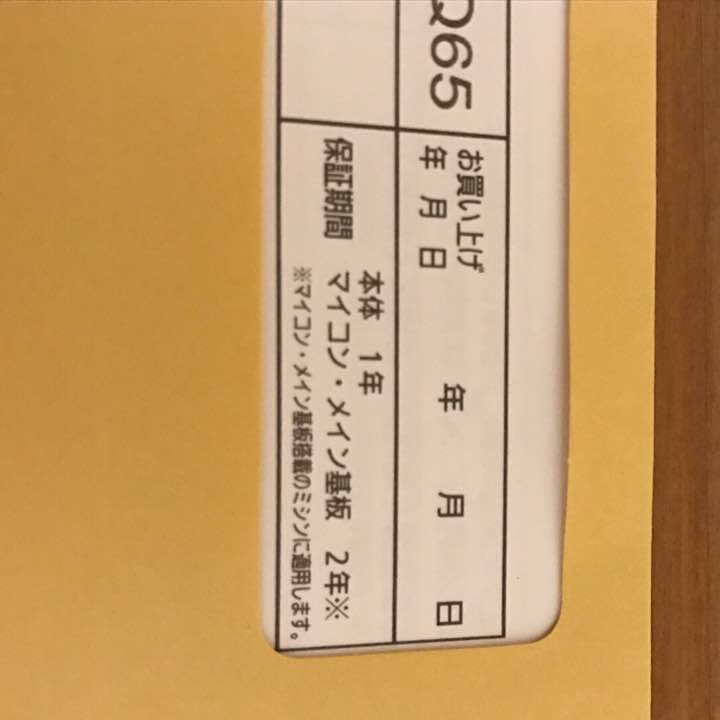 Q65
お買い上げ
年 月 日
年 月 日
保証期間
本体 1年
マイコン・メイン基板 2年※
※マイコン・メイン基板搭載のミシンに適用します。